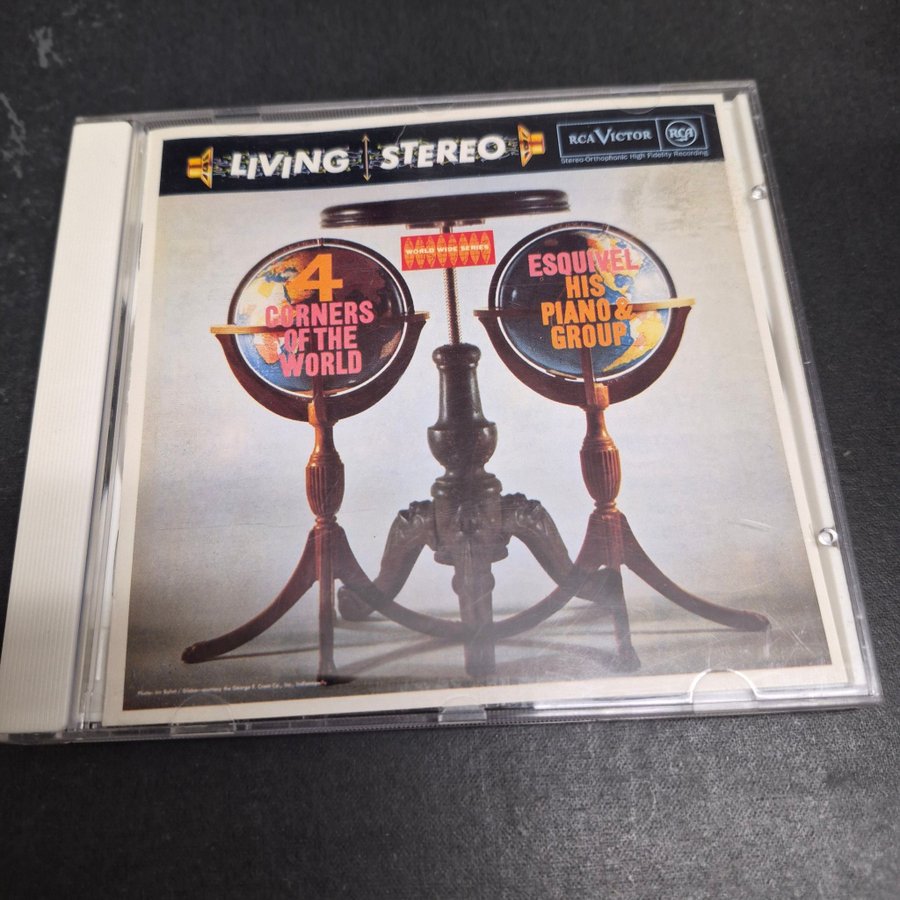 LIVING STEREO
RCA VICTOR RCA
Stereo-Orthophonic High Fidelity Recording
WORLD WIDE SERIES
4
CORNERS
OF THE
WORLD
ESQUIVEL
HIS
PIANO &
GROUP